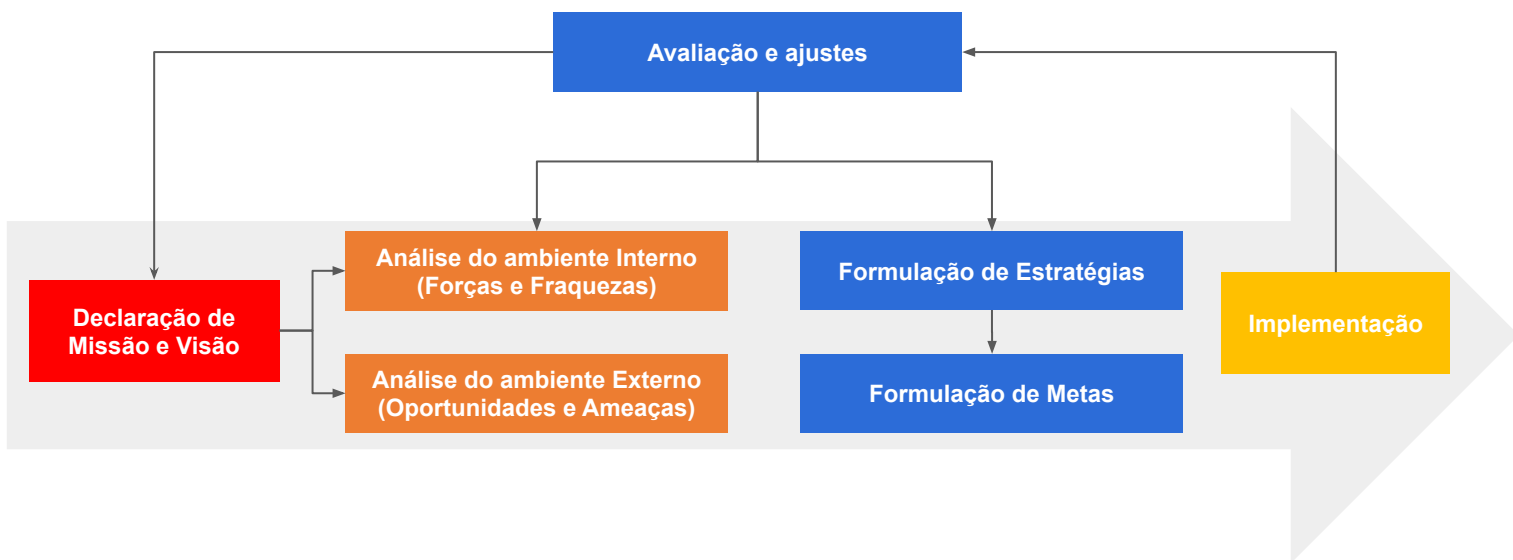 Avaliação e ajustes
Declaração de
Missão e Visão
Análise do ambiente Interno
(Forças e Fraquezas)
Análise do ambiente Externo
(Oportunidades e Ameaças)
Formulação de Estratégias
Formulação de Metas
Implementação